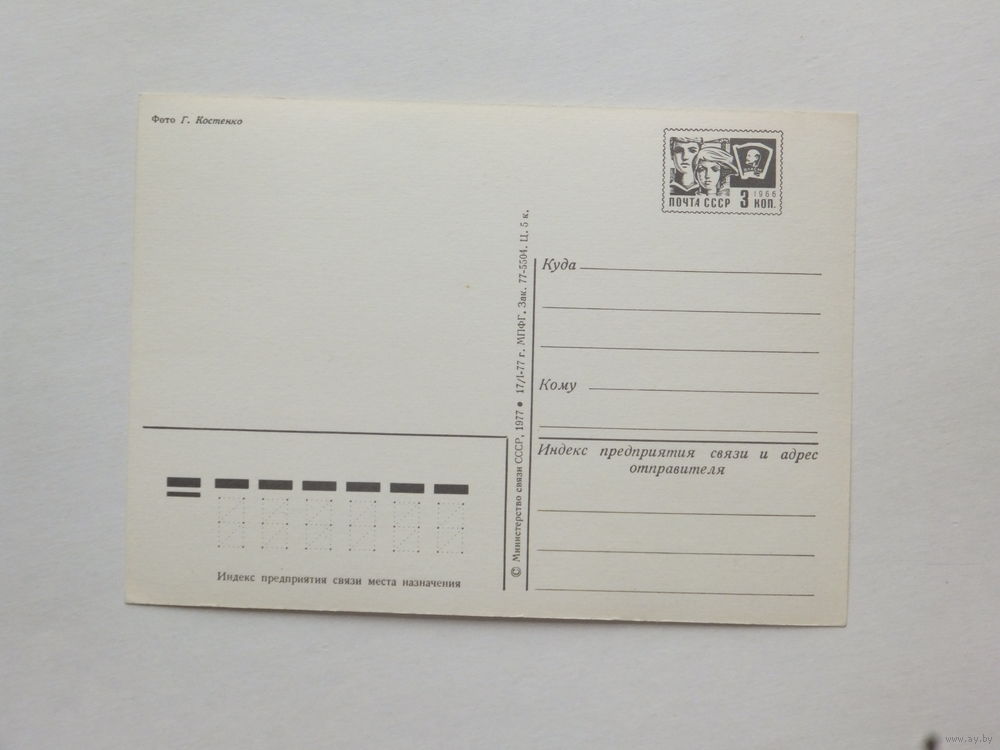 Фото Г. Костенко
1966
ПОЧТА СССР 3 КОП.
Куда
Кому
Индекс предприятия связи и адрес
отправителя
© Министерство связи СССР, 1977 ● 17/I-77 г. МПФГ. Зак. 77-5504. Ц. 5 к.
Индекс предприятия связи места назначения
www.ay.by